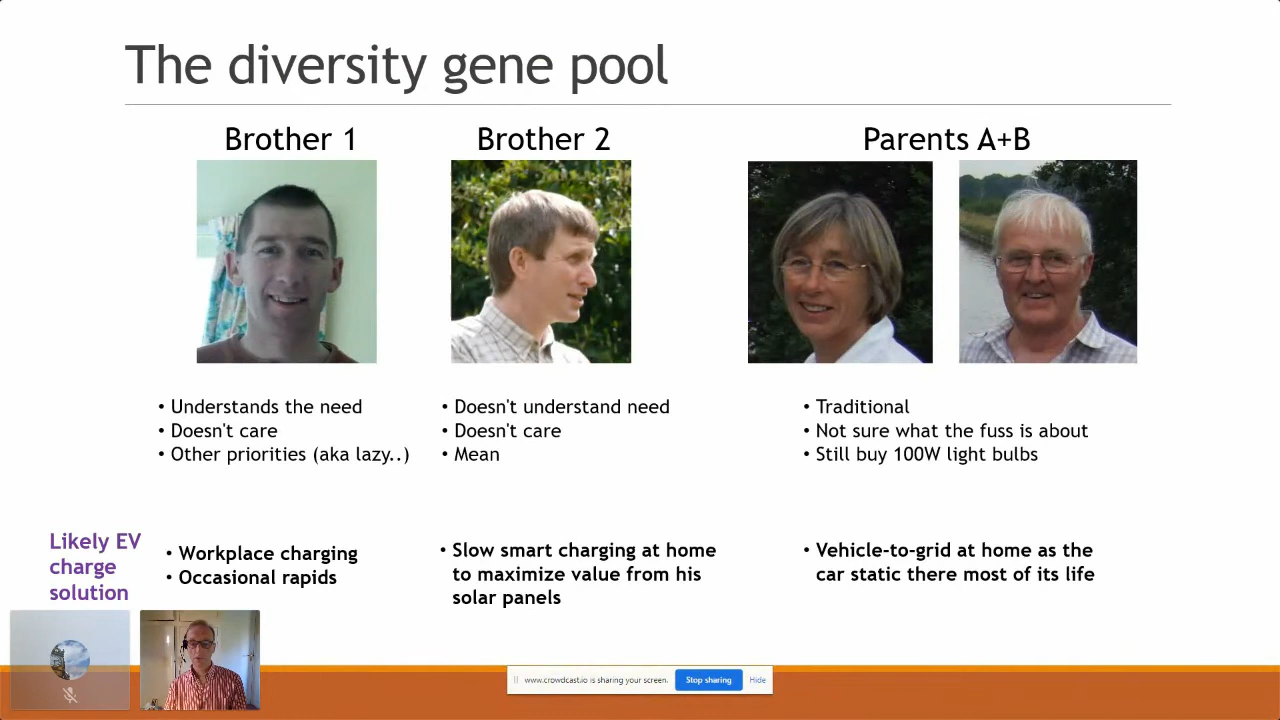 The diversity gene pool
Brother 1
Brother 2
Parents A+B
• Understands the need
• Doesn't care
• Other priorities (aka lazy..)
• Doesn't understand need
• Doesn't care
• Mean
• Traditional
• Not sure what the fuss is about
• Still buy 100W light bulbs
Likely EV
charge
solution
• Workplace charging
• Occasional rapids
• Slow smart charging at home
to maximize value from his
solar panels
• Vehicle-to-grid at home as the
car static there most of its life
www.crowdcast.io is sharing your screen.
Stop sharing
Hide